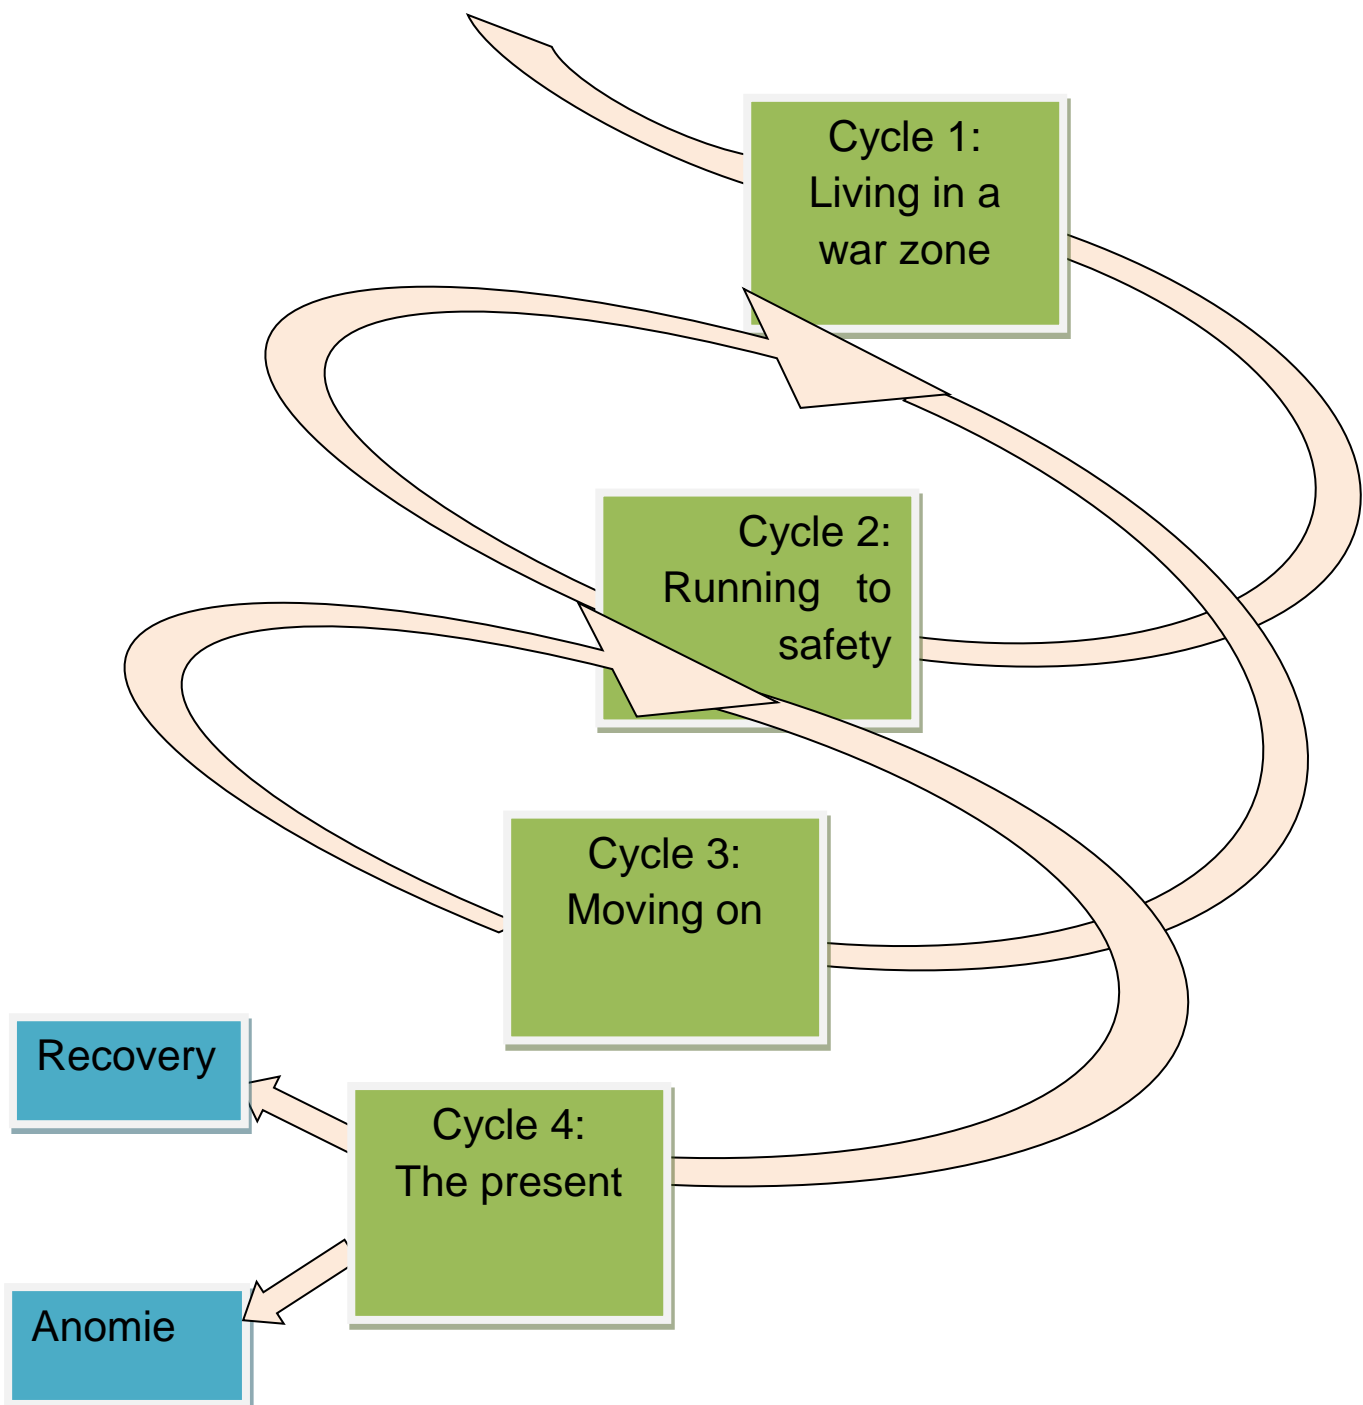 Cycle 1:
Living in a
war zone
Cycle 2:
Running to
safety
Cycle 3:
Moving on
Recovery
Cycle 4:
The present
Anomie